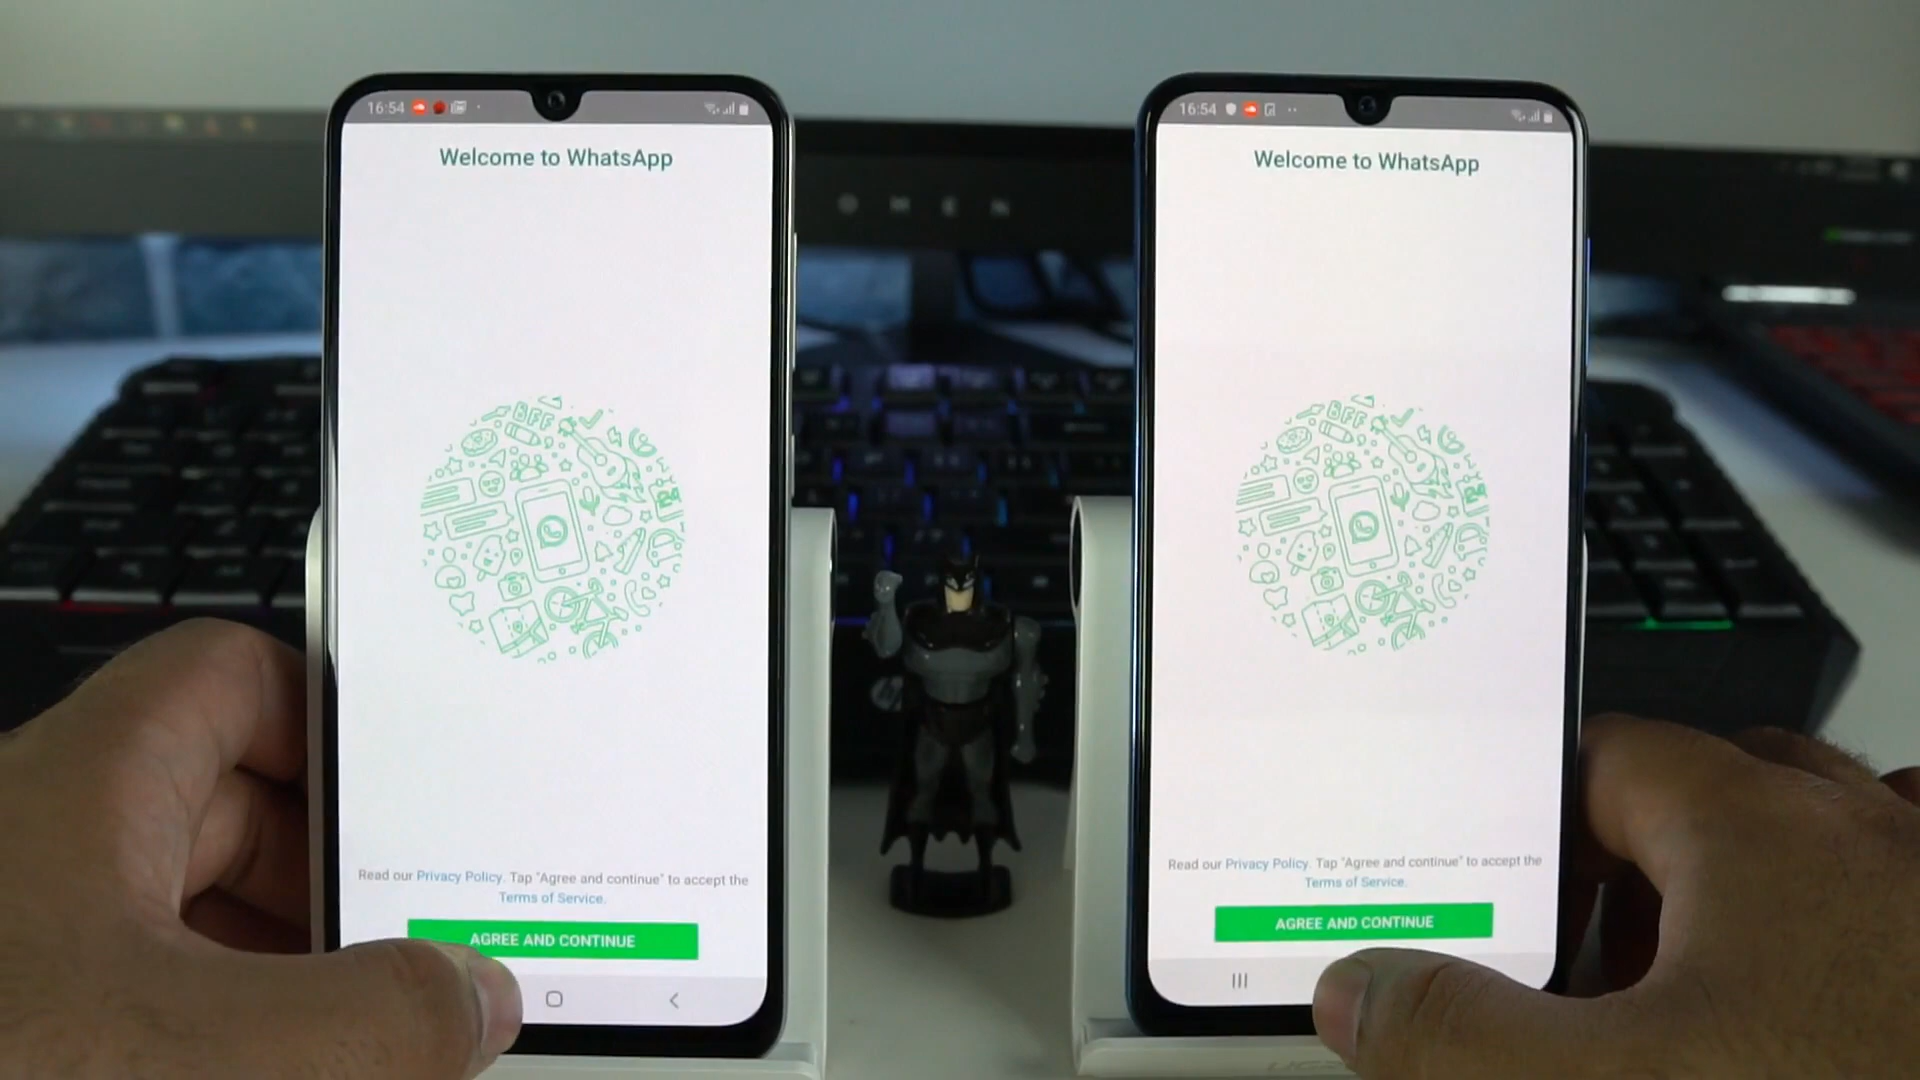 16:54
Welcome to WhatsApp
BFF
Read our Privacy Policy. Tap "Agree and continue" to accept the
Terms of Service.
AGREE AND CONTINUE
16:54
Welcome to WhatsApp
BFF
Read our Privacy Policy. Tap "Agree and continue" to accept the
Terms of Service.
AGREE AND CONTINUE